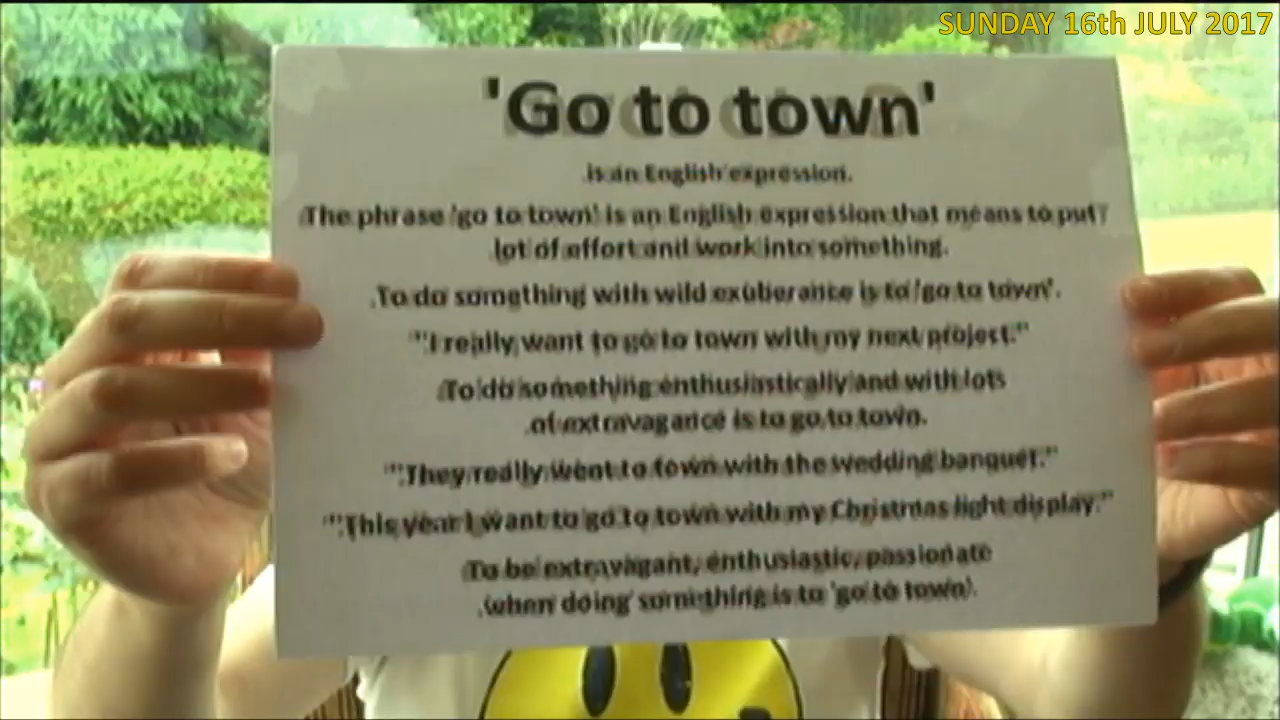 SUNDAY 16th JULY 2017
'Go to town'
is an English expression.
The phrase 'go to town' is an English expression that means to put
lot of effort and work into something.
To do something with wild exuberance is to 'go to town'.
"I really want to go to town with my next project."
To do something enthusiastically and with lots
of extravagance is to go to town.
"They really went to town with the wedding banquet."
"This year I want to go to town with my Christmas light display."
To be extravagant, enthusiastic, passionate
when doing something is to 'go to town'.